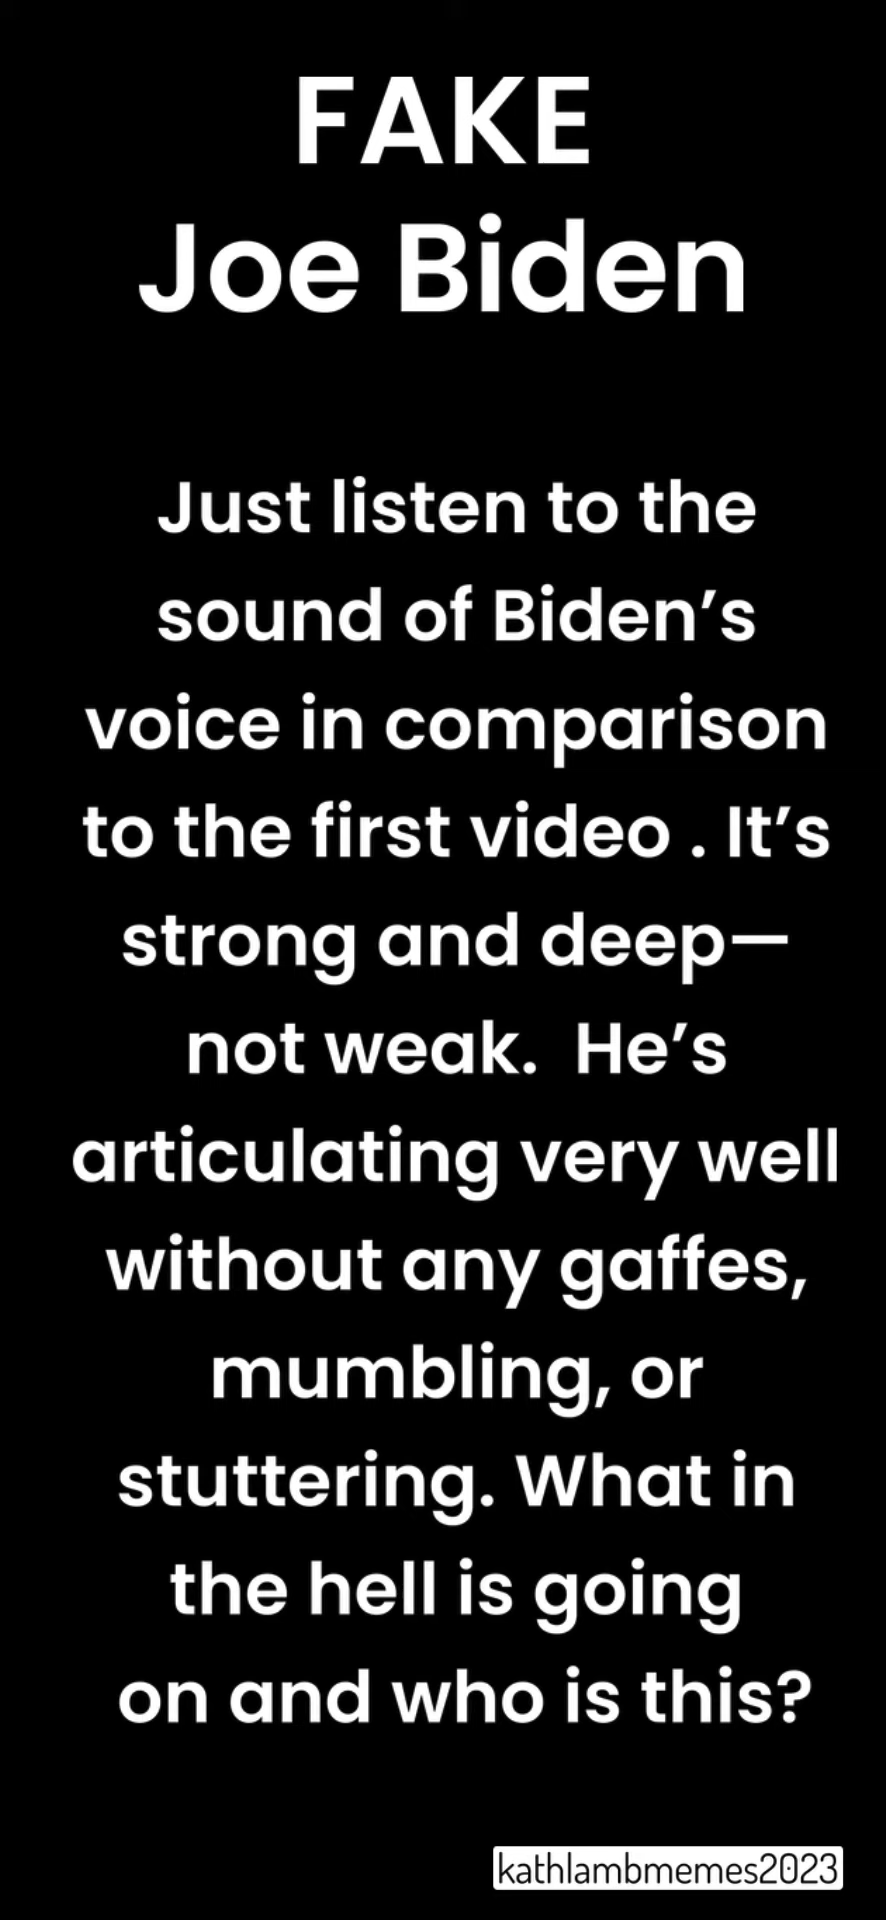 FAKE
Joe Biden
Just listen to the
sound of Biden’s
voice in comparison
to the first video . It’s
strong and deep—
not weak.  He’s
articulating very well
without any gaffes,
mumbling, or
stuttering. What in
the hell is going
on and who is this?
kathlambmemes2023